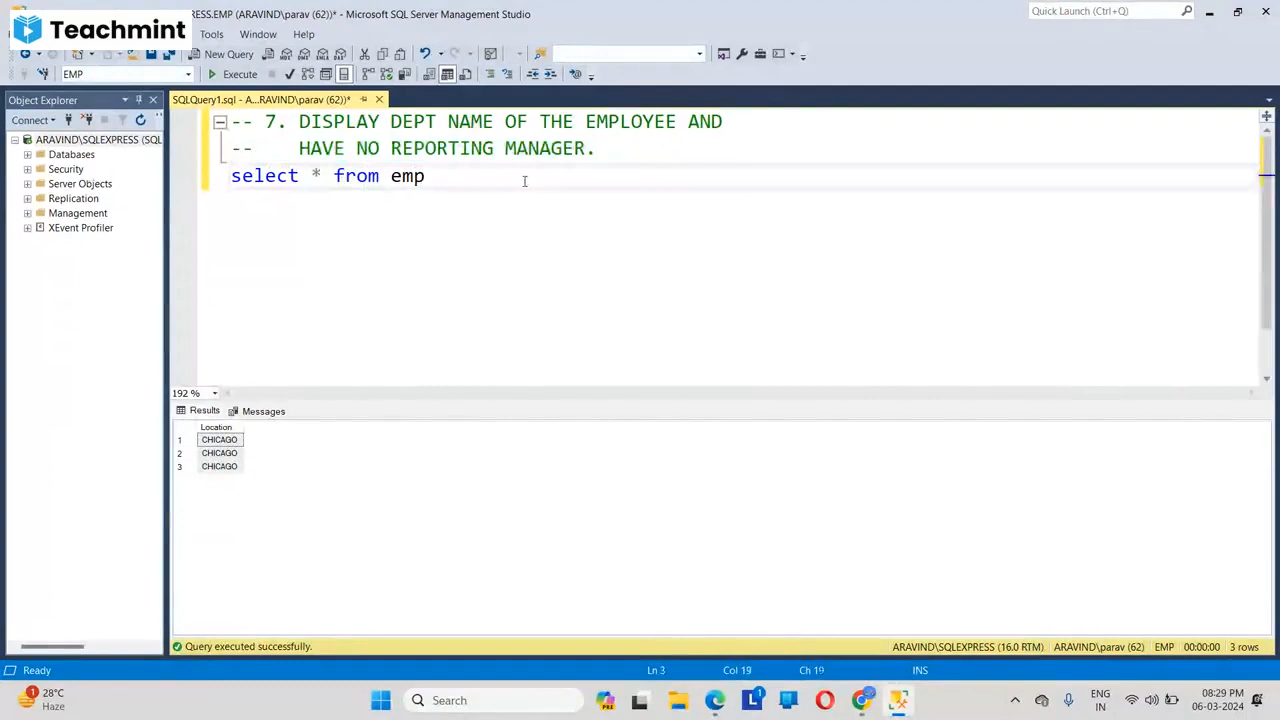 RESS.EMP (ARAVIND\parav (62))* - Microsoft SQL Server Management Studio
Quick Launch (Ctrl+Q)
Teachmint
Tools Window Help
New Query
EMP
Execute
Object Explorer
SQLQuery1.sql - A...RAVIND\parav (62))*
Connect
ARAVIND\SQLEXPRESS (SQL
Databases
Security
Server Objects
Replication
Management
XEvent Profiler
-- 7. DISPLAY DEPT NAME OF THE EMPLOYEE AND
-- HAVE NO REPORTING MANAGER.
select * from emp
192 %
Results Messages
Location
1 CHICAGO
2 CHICAGO
3 CHICAGO
Query executed successfully.
ARAVIND\SQLEXPRESS (16.0 RTM) ARAVIND\parav (62) EMP 00:00:00 3 rows
Ready Ln 3 Col 19 Ch 19 INS
1 28°C
Haze
Search
PRE
1
ENG
IN
08:29 PM
06-03-2024